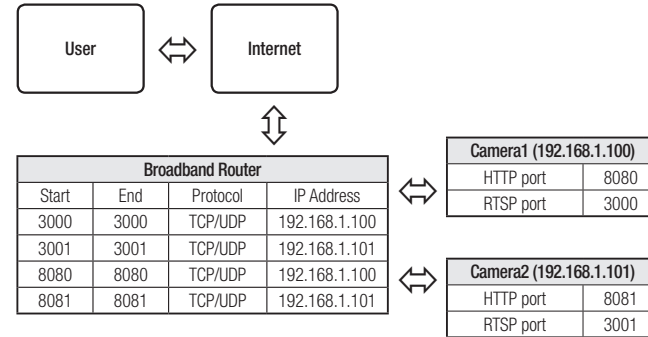 User
Internet
Broadband Router
Start End Protocol IP Address
3000 3000 TCP/UDP 192.168.1.100
3001 3001 TCP/UDP 192.168.1.101
8080 8080 TCP/UDP 192.168.1.100
8081 8081 TCP/UDP 192.168.1.101
Camera1 (192.168.1.100)
HTTP port 8080
RTSP port 3000
Camera2 (192.168.1.101)
HTTP port 8081
RTSP port 3001